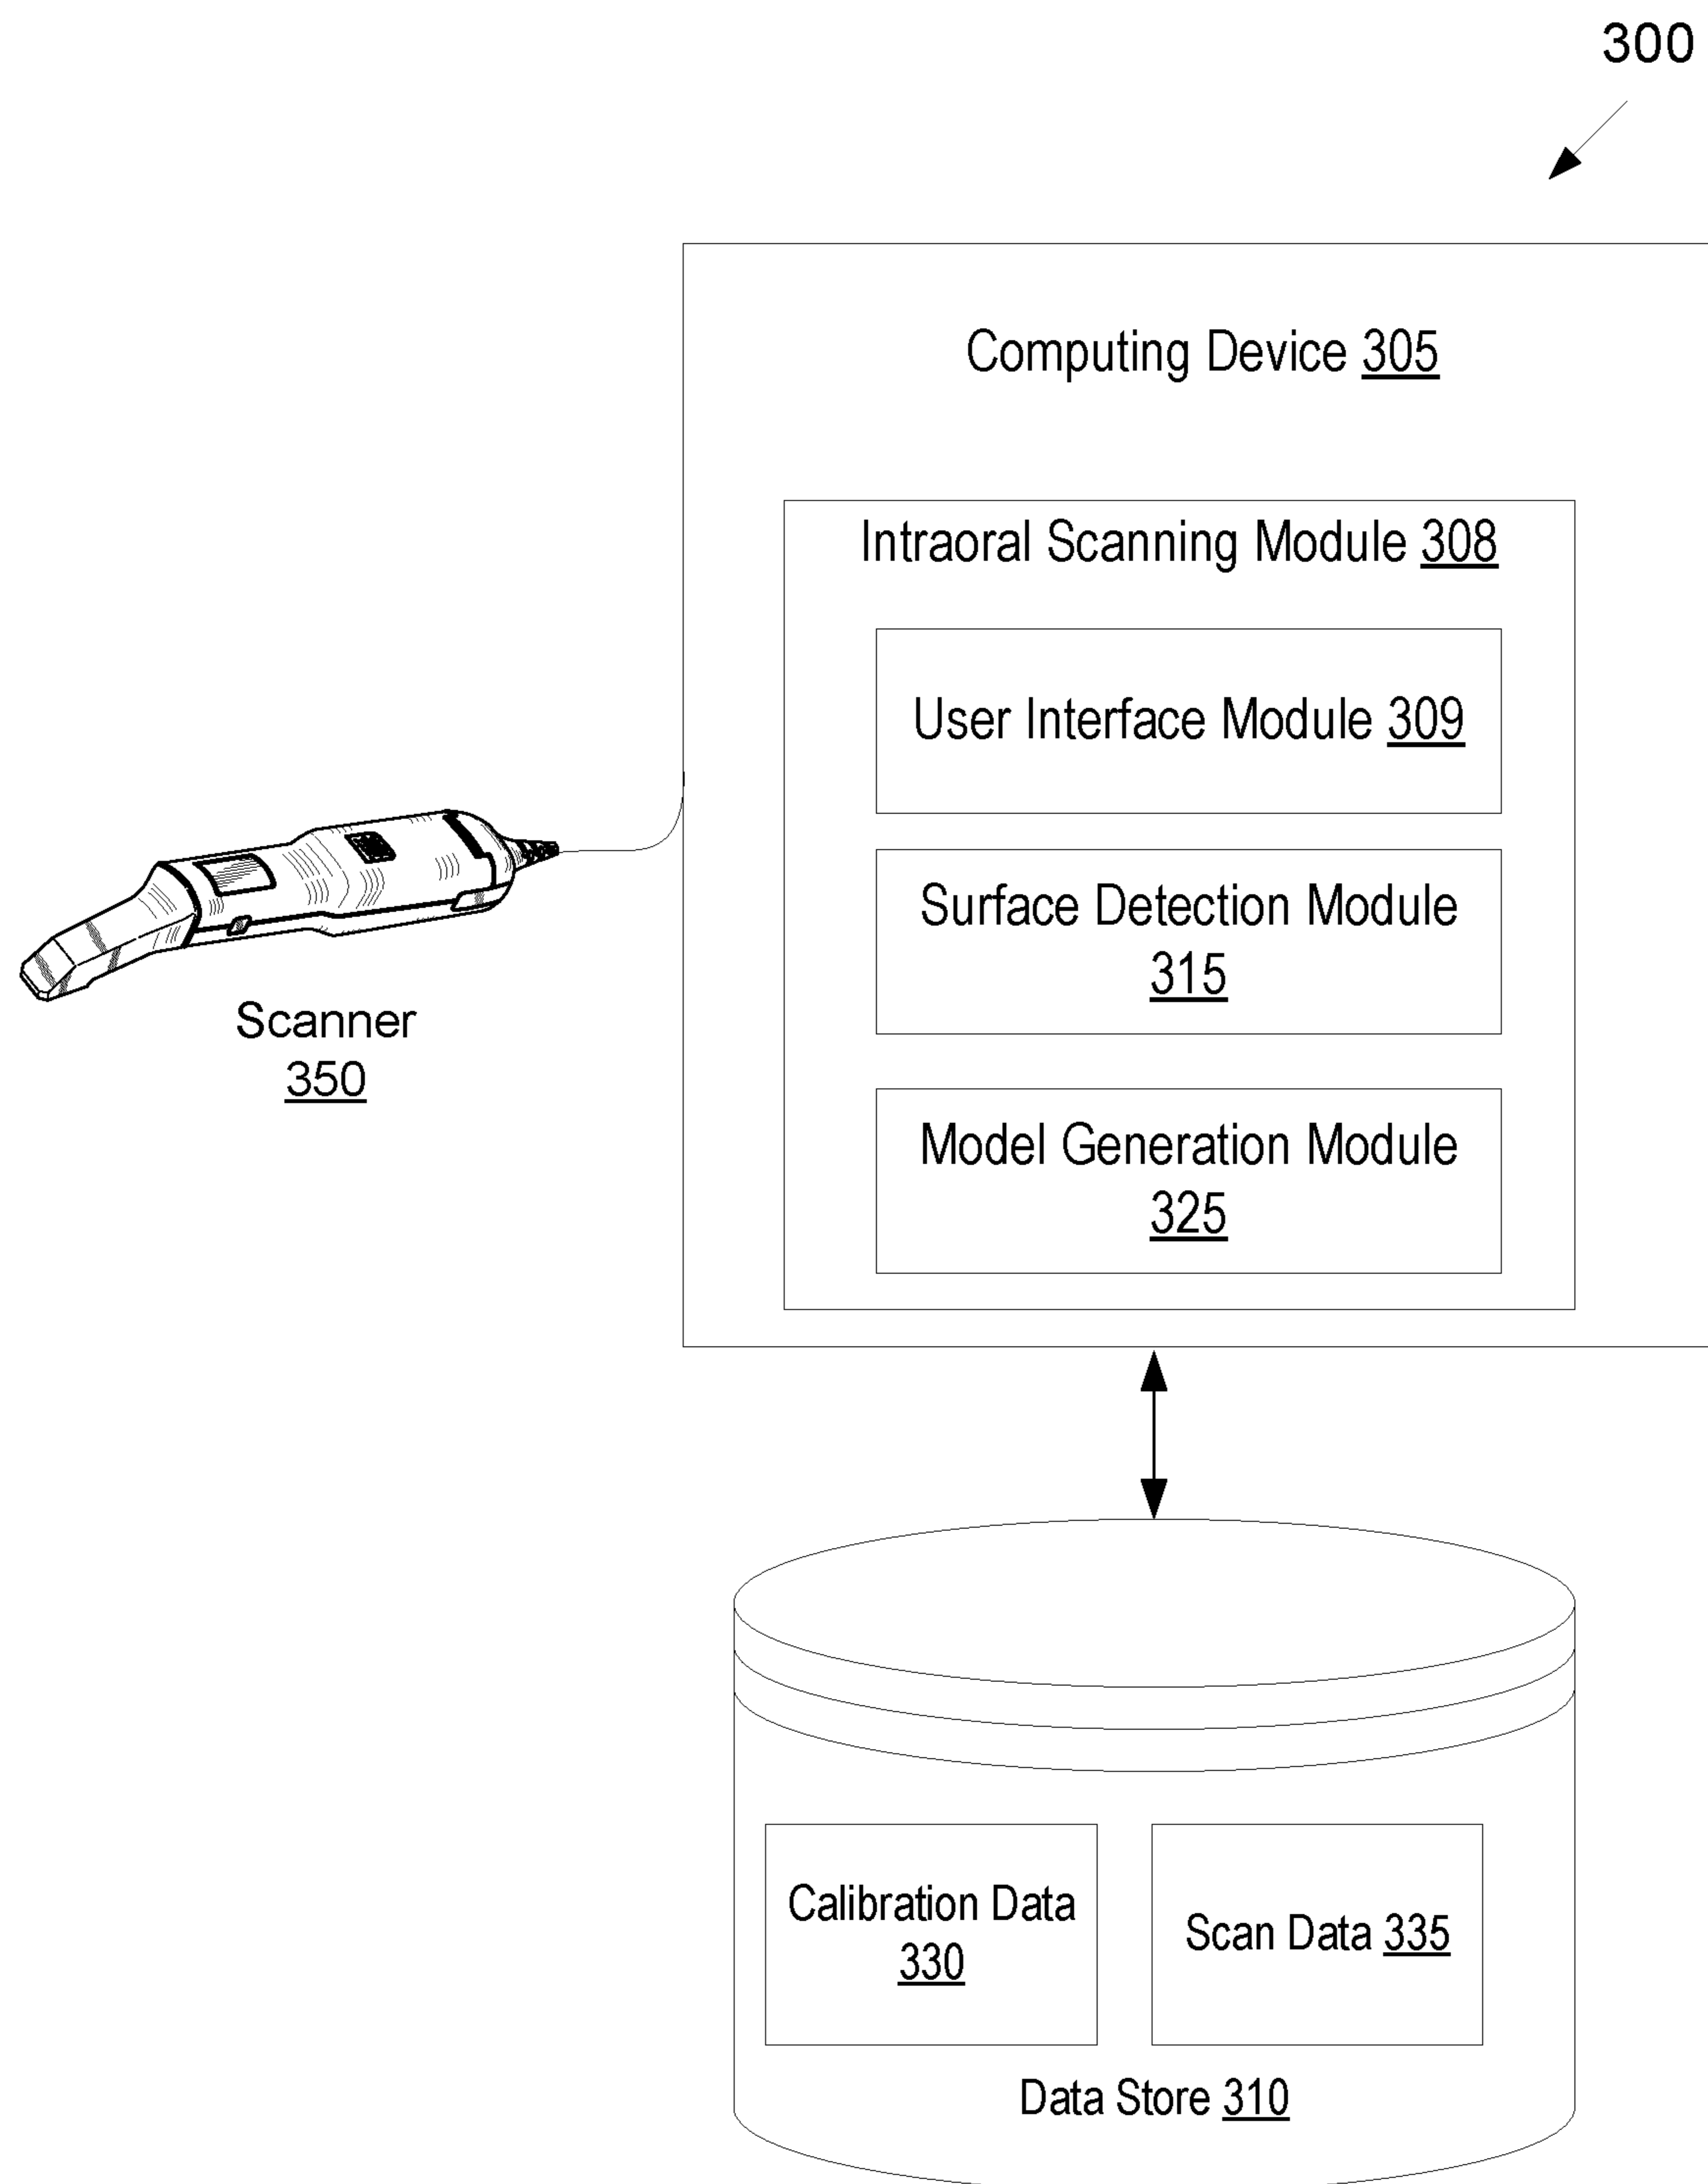 300
Computing Device 305
Intraoral Scanning Module 308
User Interface Module 309
Surface Detection Module
315
Model Generation Module
325
Scanner
350
Calibration Data
330
Scan Data 335
Data Store 310